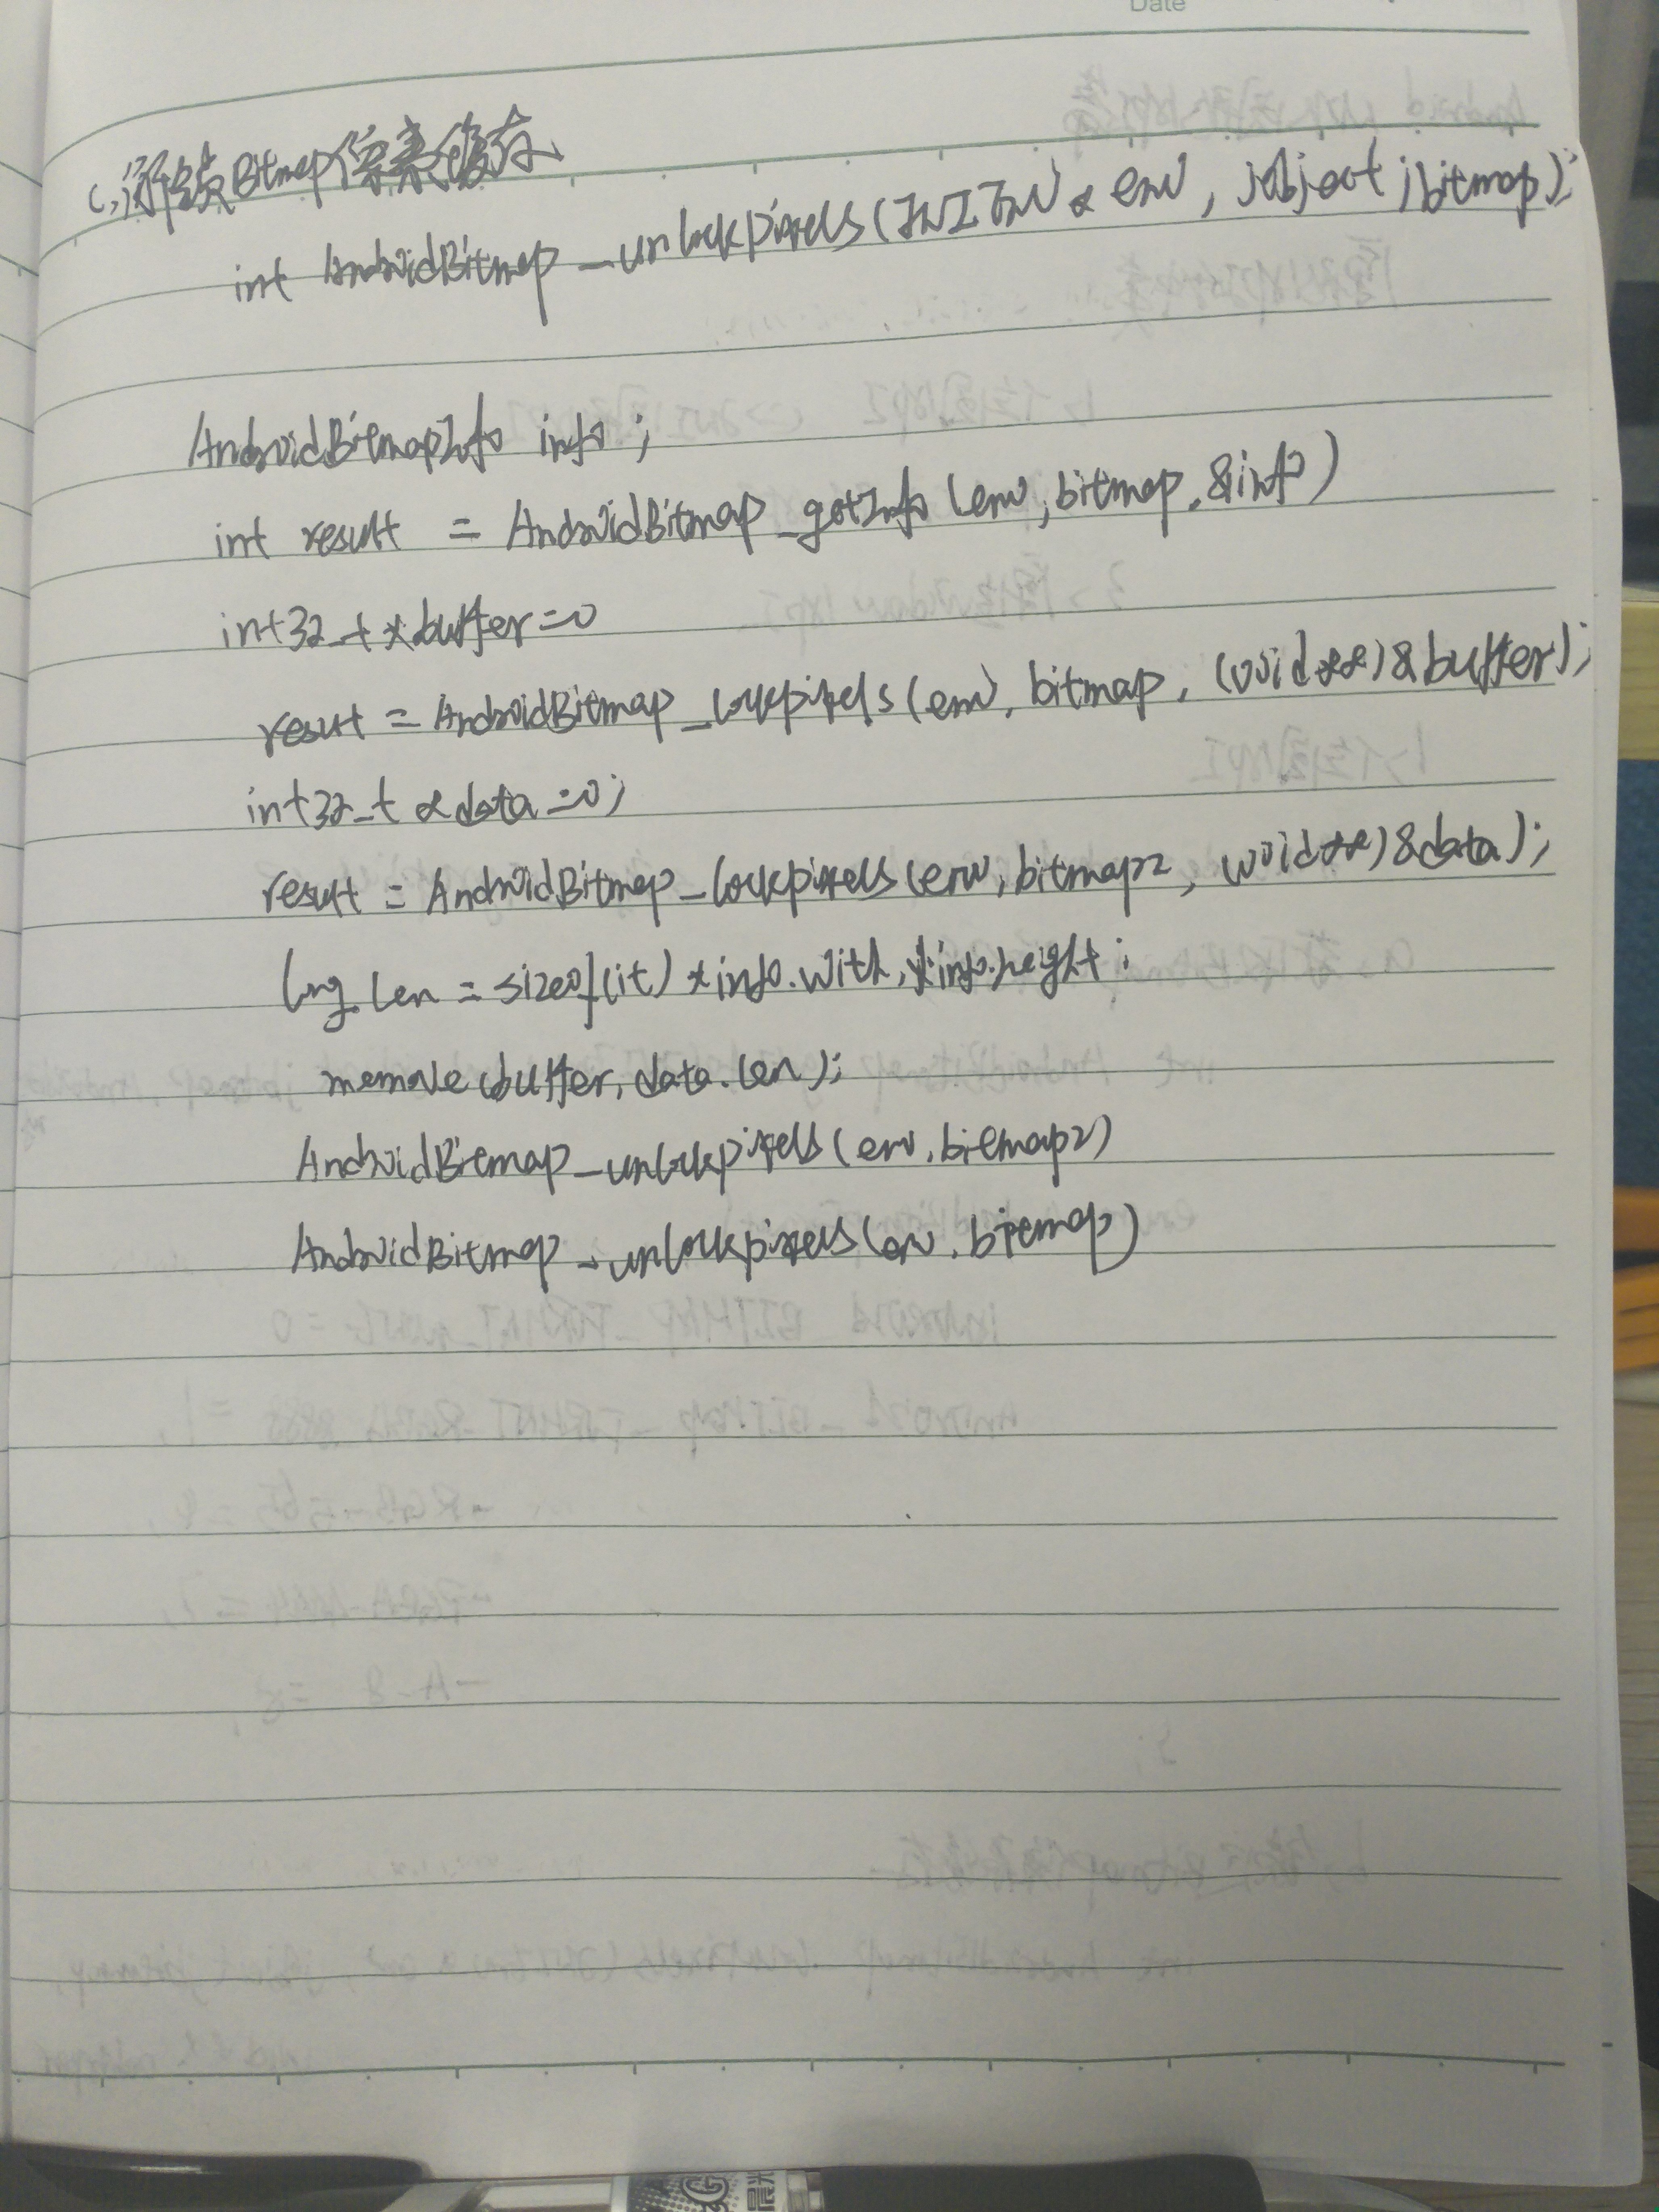 Date
c,解锁Bitmap像素缓存
int AndroidBitmap_unlockpixels(JNIEnv * env, jobject jbitmap);
AndroidBitmapInfo info;
int result = AndroidBitmap_getInfo (env, bitmap, &info)
int32_t *buffer=0
result = AndroidBitmap_lockpixels(env, bitmap, (void**)&buffer);
int32_t *data=0;
result = AndroidBitmap_lockpixels(env, bitmap2, (void**)&data);
long len = sizeof(it) * info.with * info.height;
memove (buffer, data. len);
AndroidBitmap_unlockpixels(env. bitmap2)
AndroidBitmap_unlockpixels(env. bitmap)